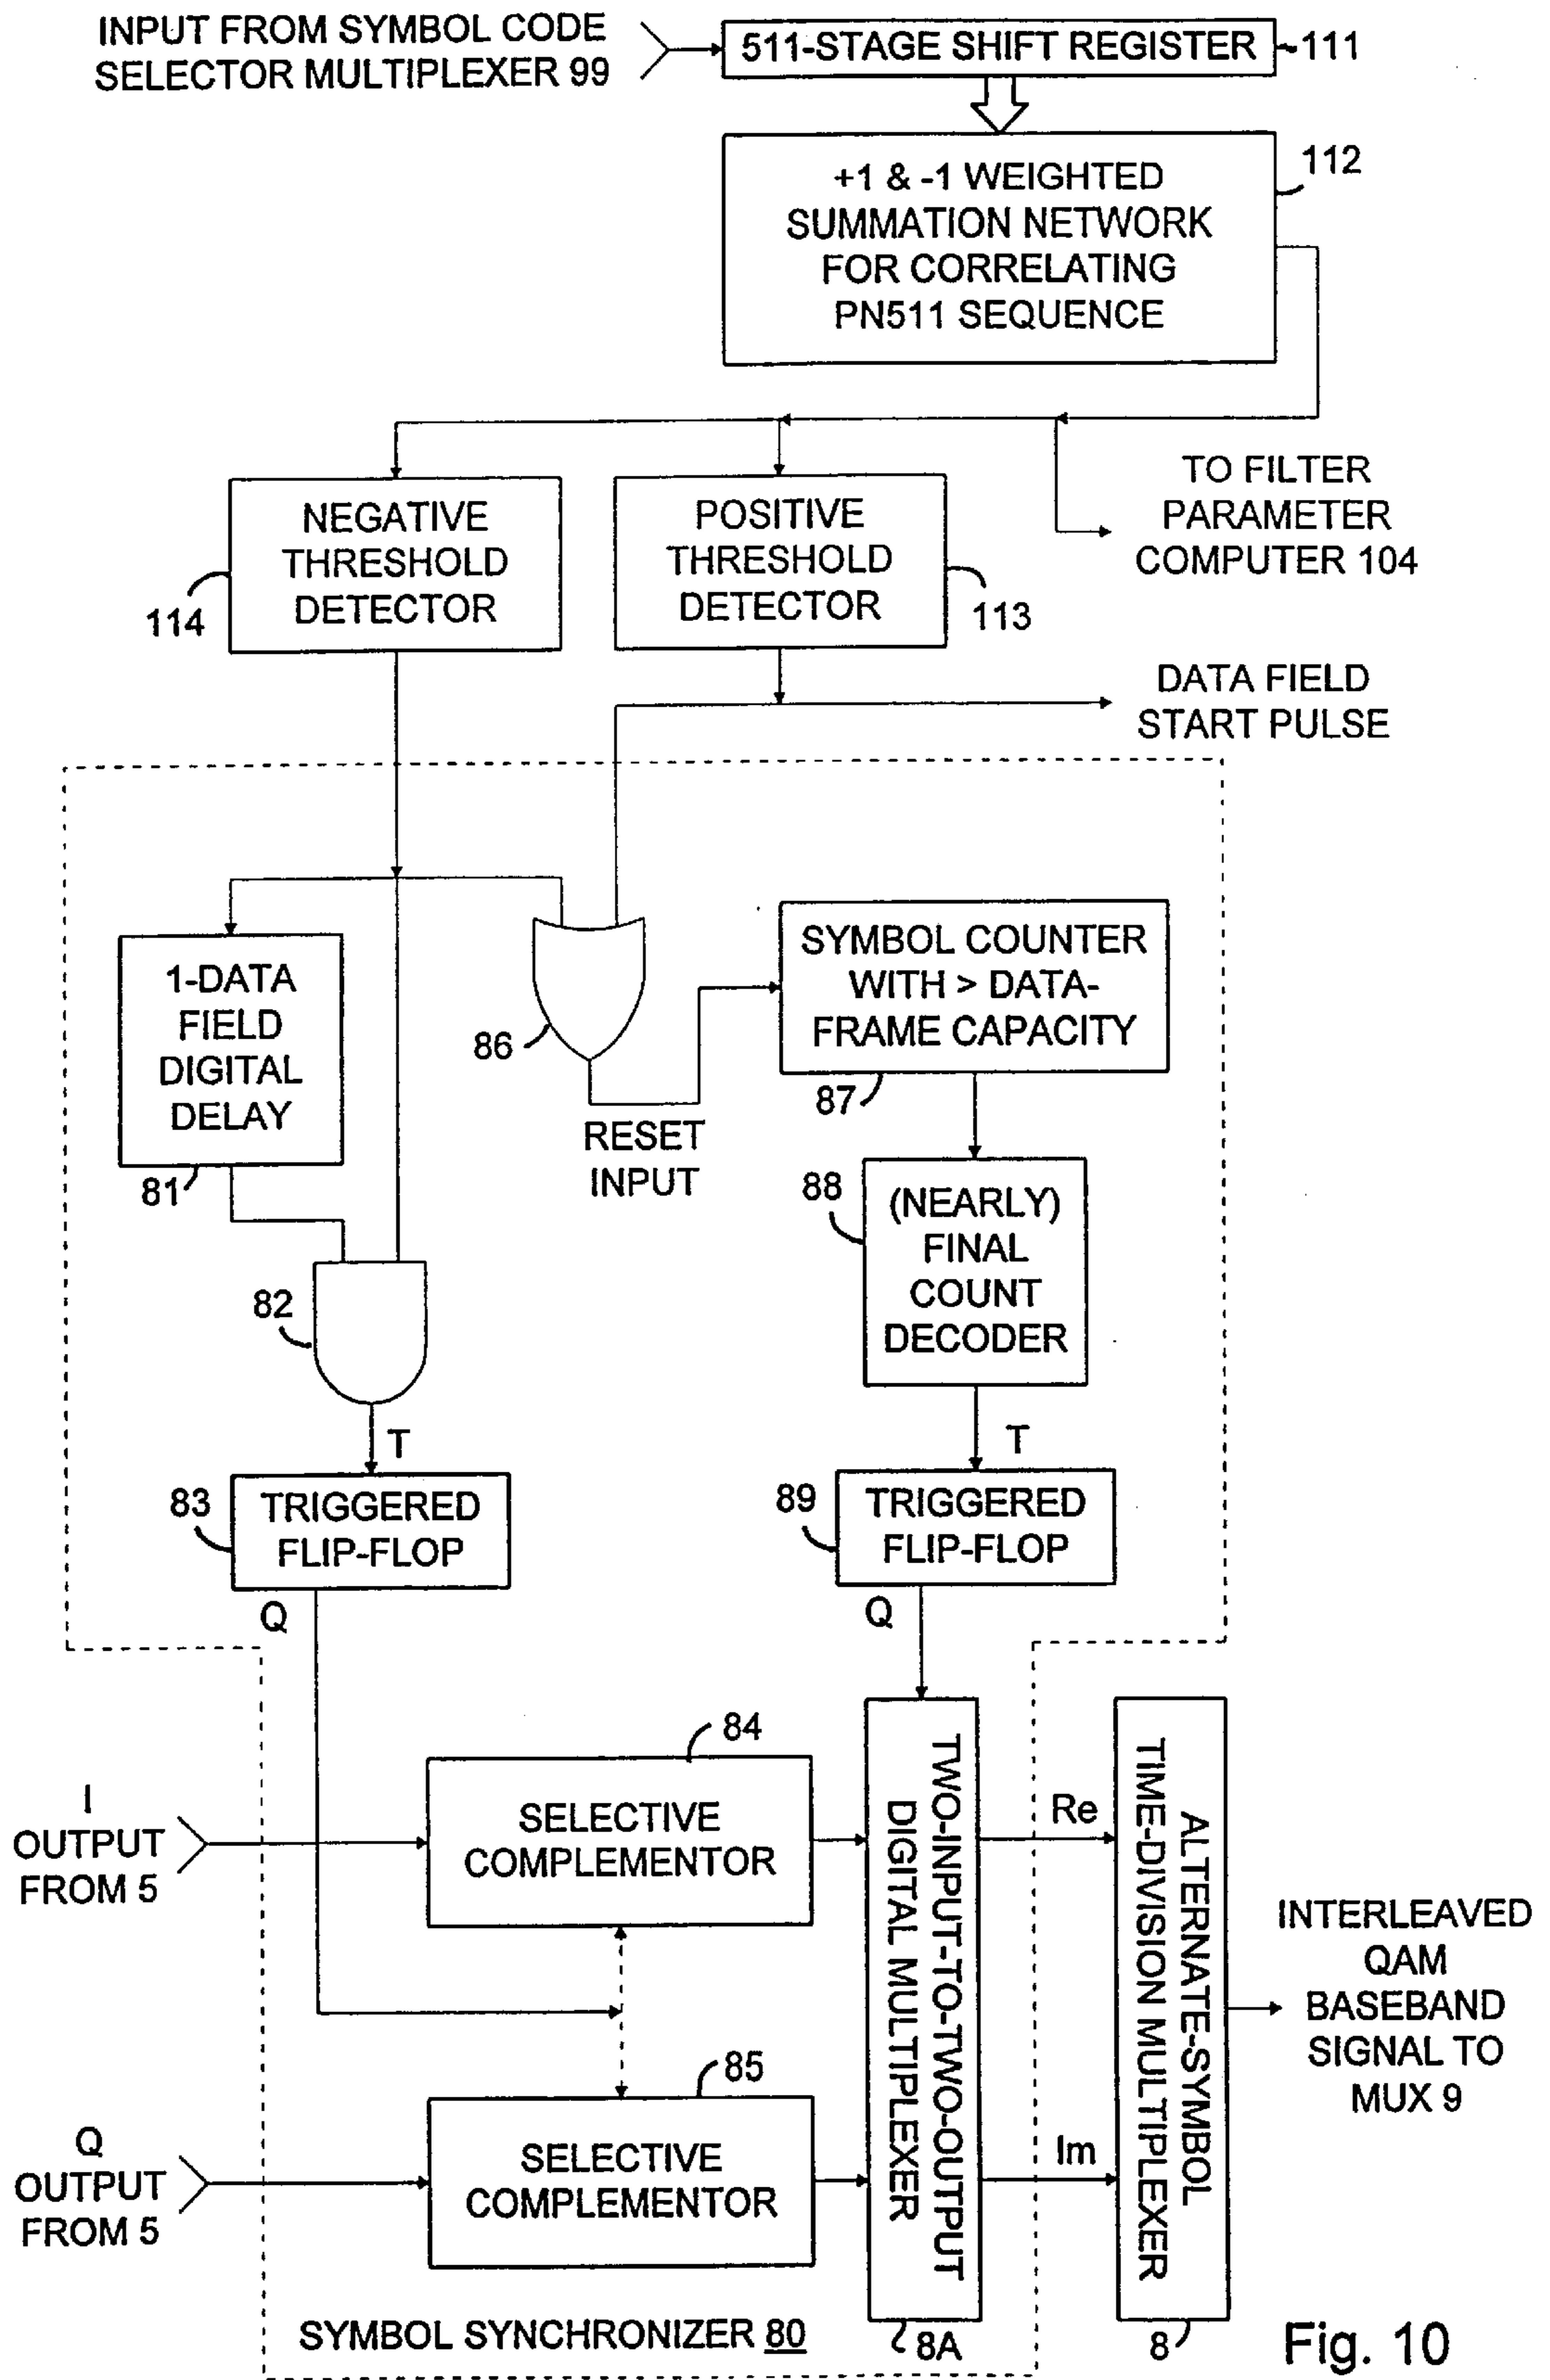 INPUT FROM SYMBOL CODE
SELECTOR MULTIPLEXER 99
511-STAGE SHIFT REGISTER
111
+1 & -1 WEIGHTED
SUMMATION NETWORK
FOR CORRELATING
PN511 SEQUENCE
112
TO FILTER
PARAMETER
COMPUTER 104
NEGATIVE
THRESHOLD
DETECTOR
114
POSITIVE
THRESHOLD
DETECTOR
113
DATA FIELD
START PULSE
1-DATA
FIELD
DIGITAL
DELAY
81
86
RESET
INPUT
SYMBOL COUNTER
WITH > DATA-
FRAME CAPACITY
87
88
(NEARLY)
FINAL
COUNT
DECODER
82
T
T
83
TRIGGERED
FLIP-FLOP
89
TRIGGERED
FLIP-FLOP
Q
Q
I
OUTPUT
FROM 5
84
SELECTIVE
COMPLEMENTOR
Q
OUTPUT
FROM 5
85
SELECTIVE
COMPLEMENTOR
TWO-INPUT-TO-TWO-OUTPUT
DIGITAL MULTIPLEXER
8A
Re
Im
ALTERNATE-SYMBOL
TIME-DIVISION MULTIPLEXER
8
INTERLEAVED
QAM
BASEBAND
SIGNAL TO
MUX 9
SYMBOL SYNCHRONIZER 80
Fig. 10